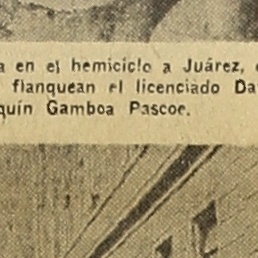 a en el hemiciclo a Juárez,
flanquean el licenciado Da
quín Gamboa Pascoe.